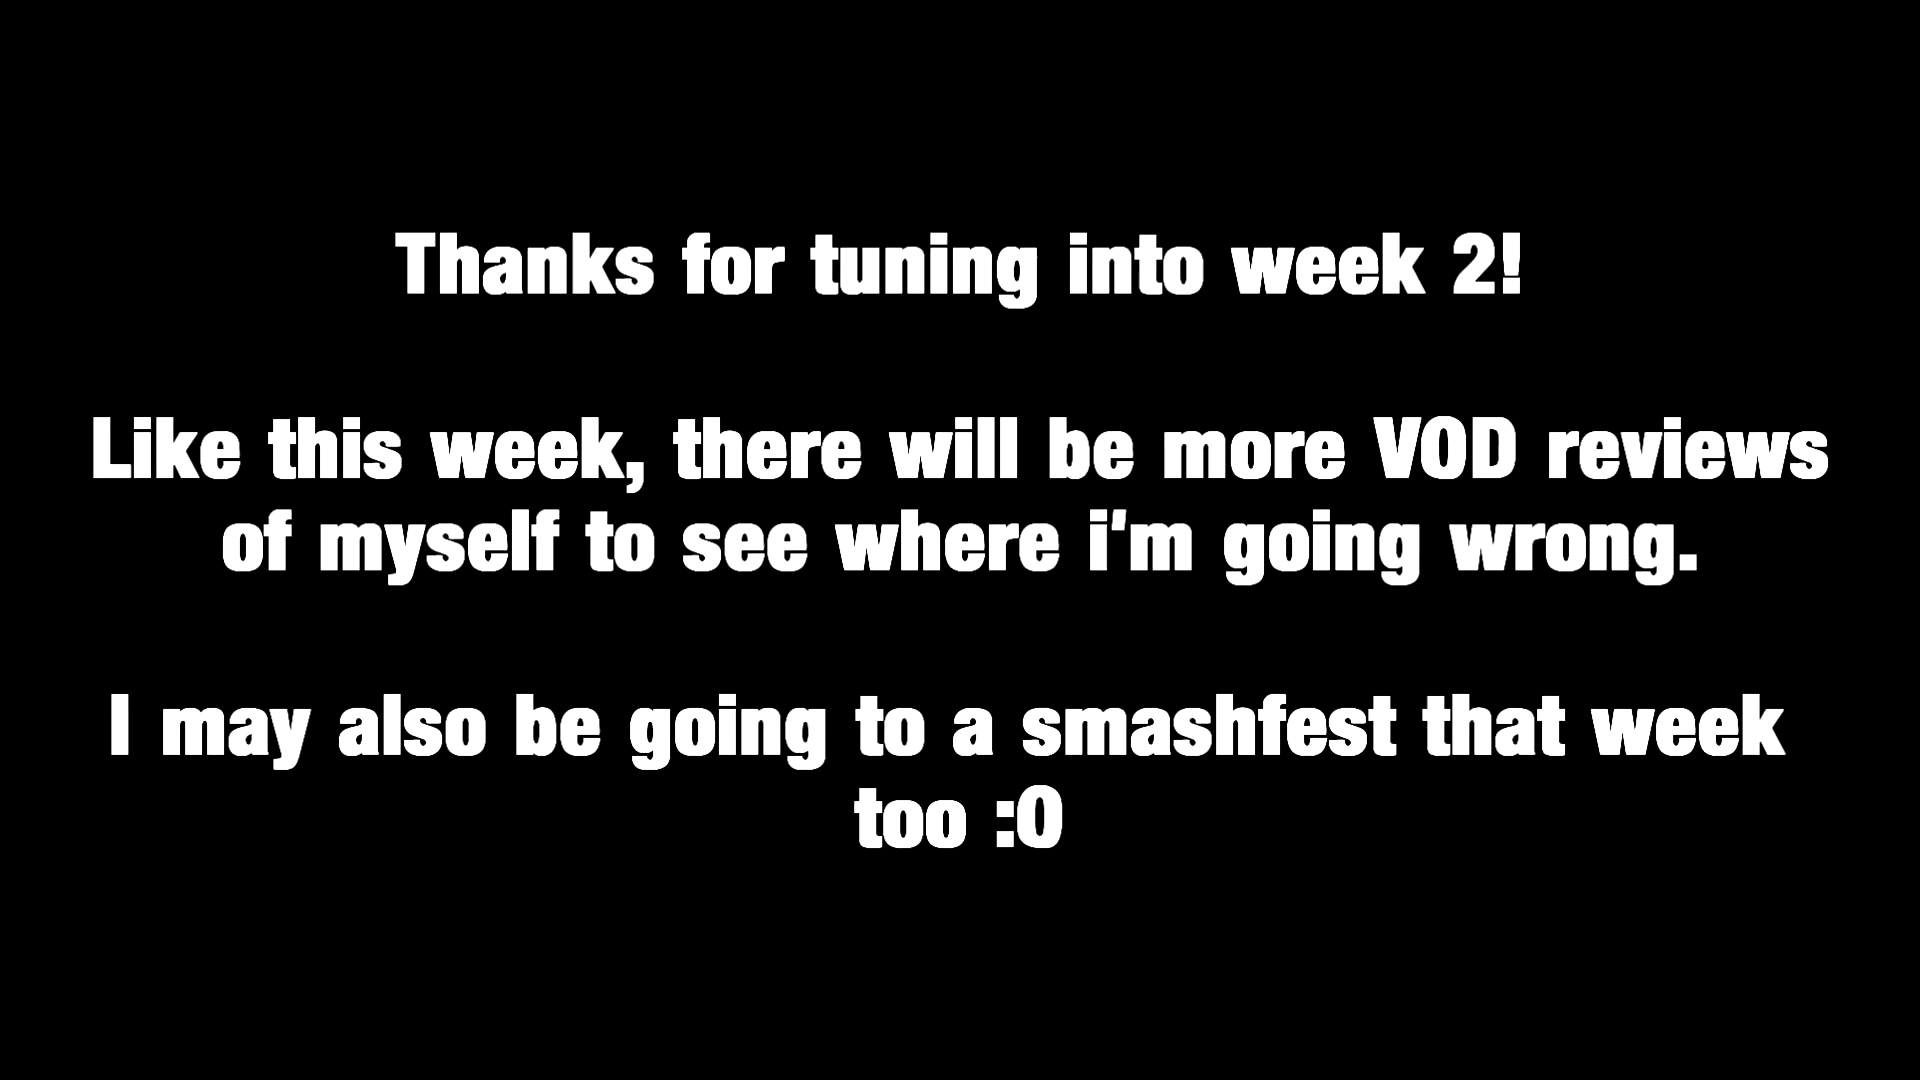 Thanks for tuning into week 2!
Like this week, there will be more VOD reviews
of myself to see where i'm going wrong.
I may also be going to a smashfest that week
too :O